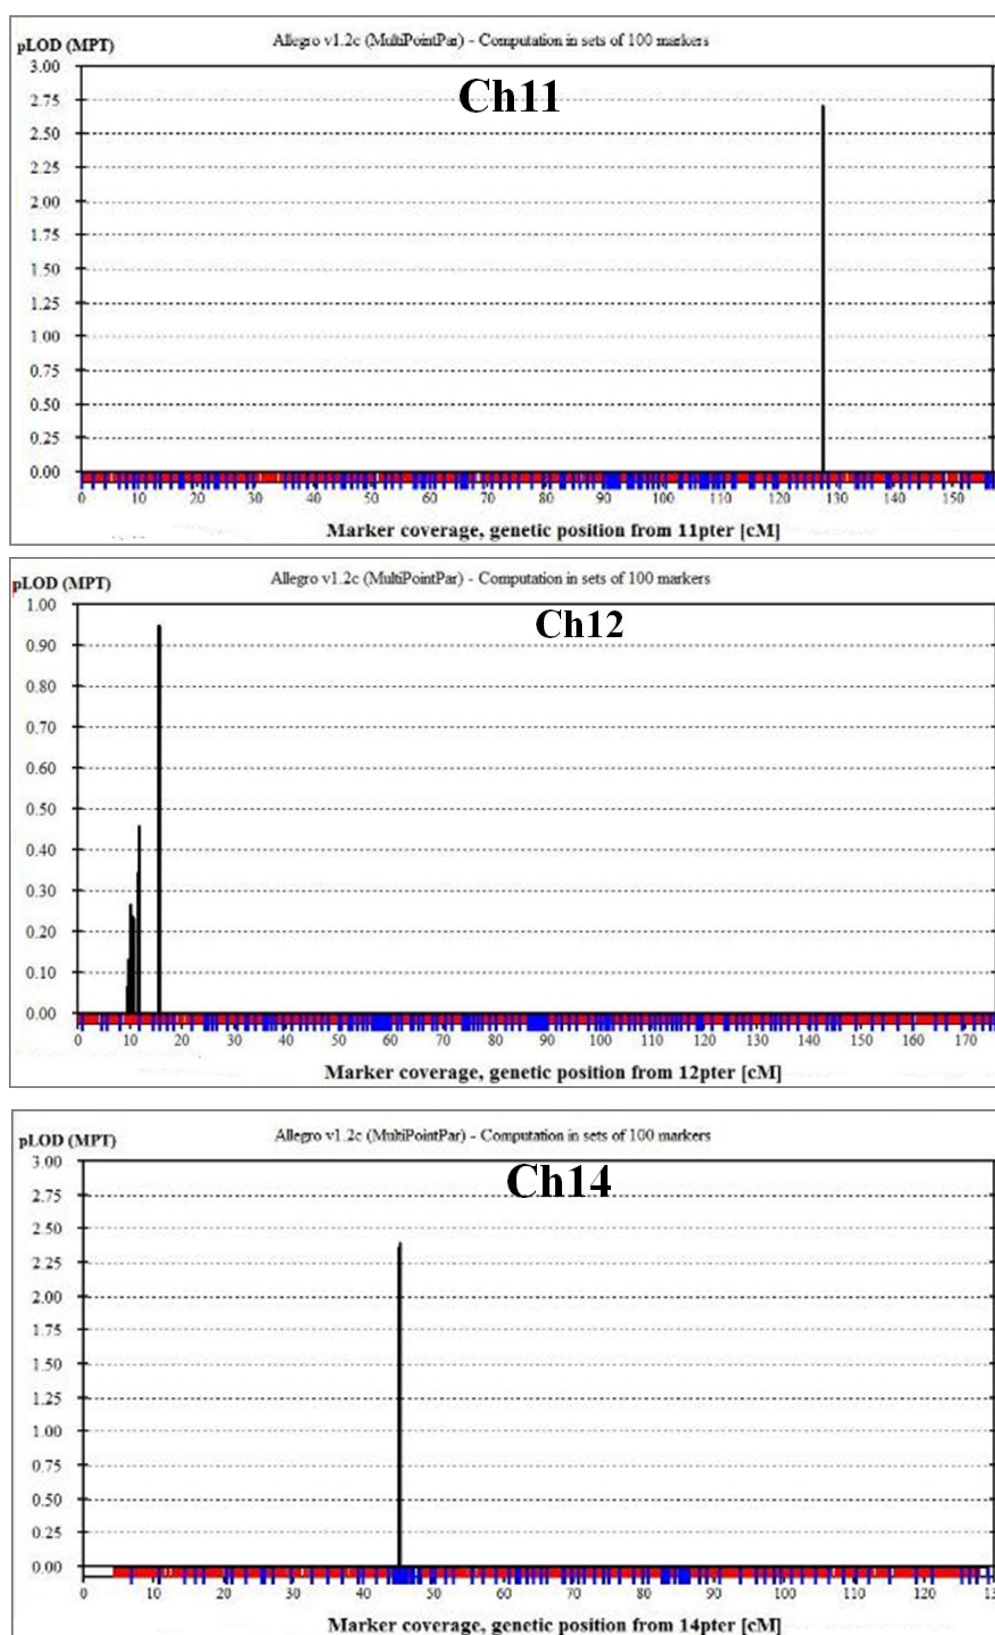 pLOD (MPT)
Allegro v1.2c (MultiPointPar) - Computation in sets of 100 markers
Ch11
3.00
2.75
2.50
2.25
2.00
1.75
1.50
1.25
1.00
0.75
0.50
0.25
0.00
0 10 20 30 40 50 60 70 80 90 100 110 120 130 140 150
Marker coverage, genetic position from 11pter [cM]
pLOD (MPT)
Allegro v1.2c (MultiPointPar) - Computation in sets of 100 markers
Ch12
1.00
0.90
0.80
0.70
0.60
0.50
0.40
0.30
0.20
0.10
0.00
0 10 20 30 40 50 60 70 80 90 100 110 120 130 140 150 160 170
Marker coverage, genetic position from 12pter [cM]
pLOD (MPT)
Allegro v1.2c (MultiPointPar) - Computation in sets of 100 markers
Ch14
3.00
2.75
2.50
2.25
2.00
1.75
1.50
1.25
1.00
0.75
0.50
0.25
0.00
0 10 20 30 40 50 60 70 80 90 100 110 120
Marker coverage, genetic position from 14pter [cM]